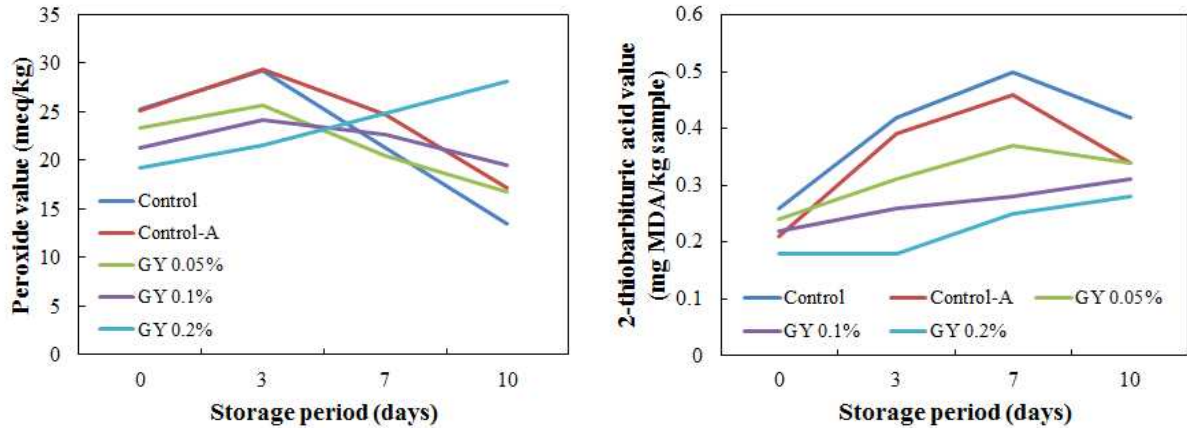 Peroxide value (meq/kg)
35
30
25
20
15
10
5
0
Control
Control-A
GY 0.05%
GY 0.1%
GY 0.2%
0 3 7 10
Storage period (days)
2-thiobarbituric acid value
(mg MDA/kg sample)
0.6
0.5
0.4
0.3
0.2
0.1
0
Control Control-A GY 0.05%
GY 0.1% GY 0.2%
0 3 7 10
Storage period (days)